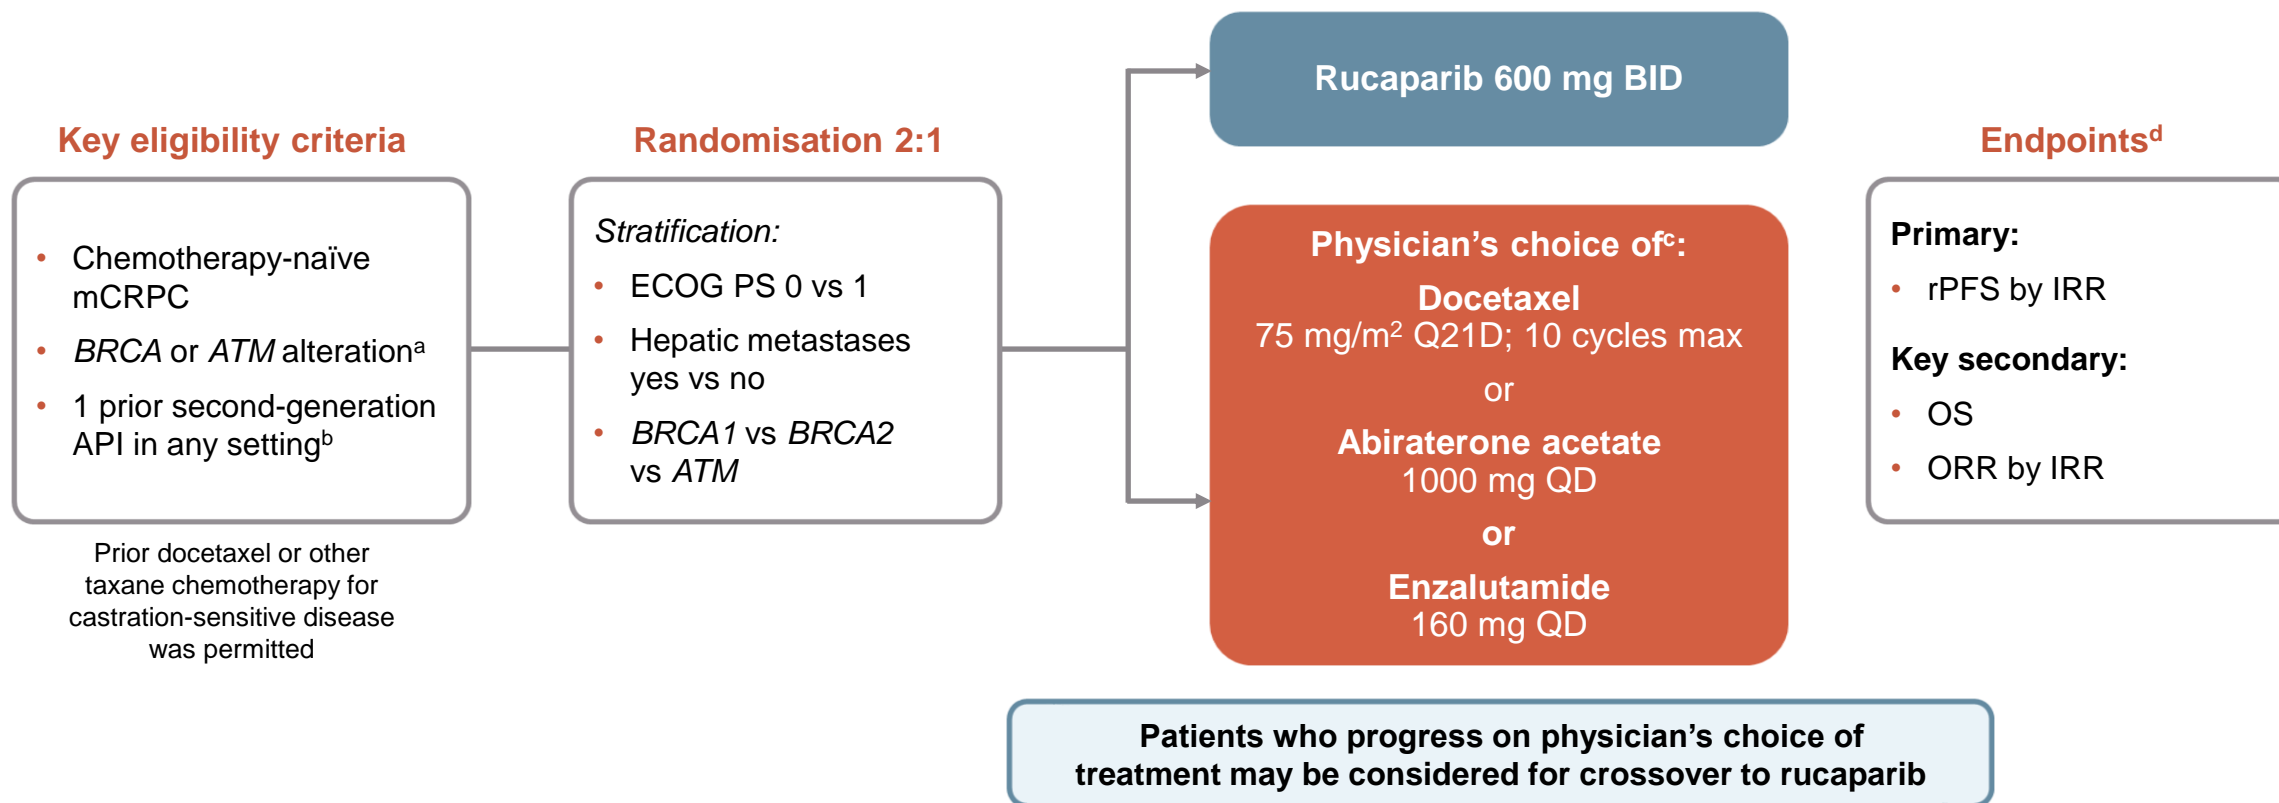 Key eligibility criteria
• Chemotherapy-naïve
mCRPC
• BRCA or ATM alterationᵃ
• 1 prior second-generation
API in any settingᵇ
Prior docetaxel or other
taxane chemotherapy for
castration-sensitive disease
was permitted
Randomisation 2:1
Stratification:
• ECOG PS 0 vs 1
• Hepatic metastases
yes vs no
• BRCA1 vs BRCA2
vs ATM
Rucaparib 600 mg BID
Physician’s choice ofᶜ:
Docetaxel
75 mg/m² Q21D; 10 cycles max
or
Abiraterone acetate
1000 mg QD
or
Enzalutamide
160 mg QD
Patients who progress on physician’s choice of
treatment may be considered for crossover to rucaparib
Endpointsᵈ
Primary:
• rPFS by IRR
Key secondary:
• OS
• ORR by IRR